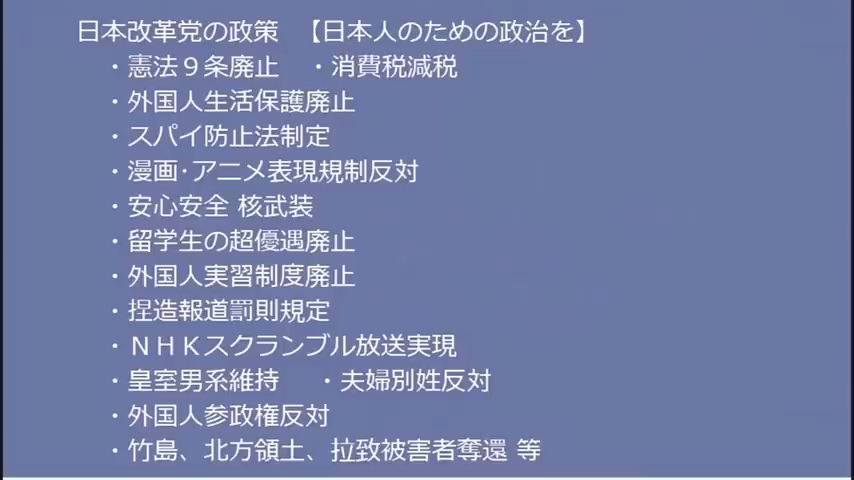 日本改革党の政策 【日本人のための政治を】
・憲法９条廃止 ・消費税減税
・外国人生活保護廃止
・スパイ防止法制定
・漫画･アニメ表現規制反対
・安心安全 核武装
・留学生の超優遇廃止
・外国人実習制度廃止
・捏造報道罰則規定
・ＮＨＫスクランブル放送実現
・皇室男系維持 ・夫婦別姓反対
・外国人参政権反対
・竹島、北方領土、拉致被害者奪還 等